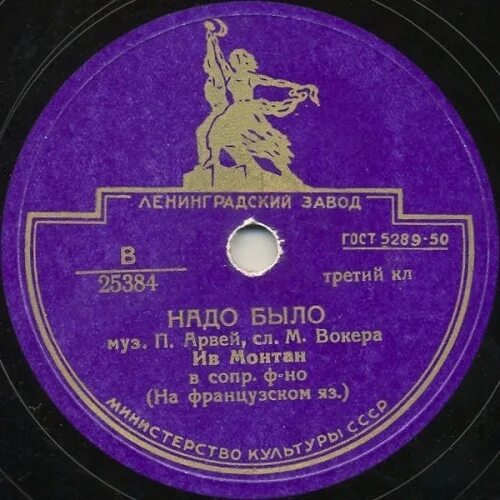 ЛЕНИНГРАДСКИЙ ЗАВОД
ГОСТ 5289-50
В
25384
третий кл
НАДО БЫЛО
муз. П. Арвей, сл. М. Вокера
Ив Монтан
в сопр. ф-но
(На французском яз.)
МИНИСТЕРСТВО КУЛЬТУРЫ СССР